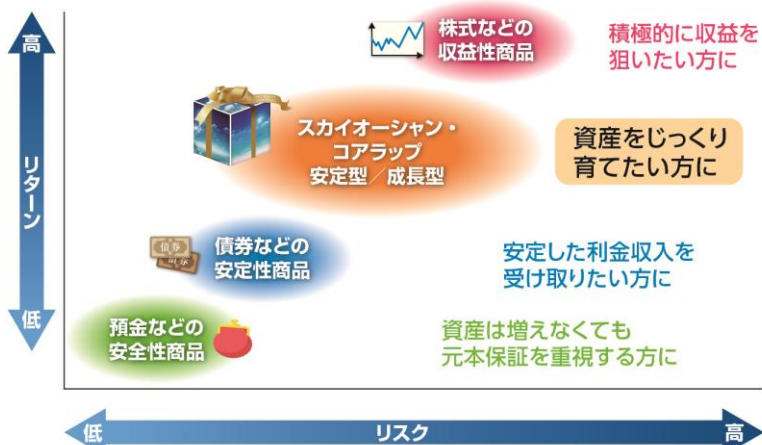 高
リターン
低
株式などの
収益性商品
積極的に収益を
狙いたい方に
スカイオーシャン・
コアラップ
安定型／成長型
資産をじっくり
育てたい方に
債券
債券
債券などの
安定性商品
安定した利金収入を
受け取りたい方に
預金などの
安全性商品
資産は増えなくても
元本保証を重視する方に
低
リスク
高